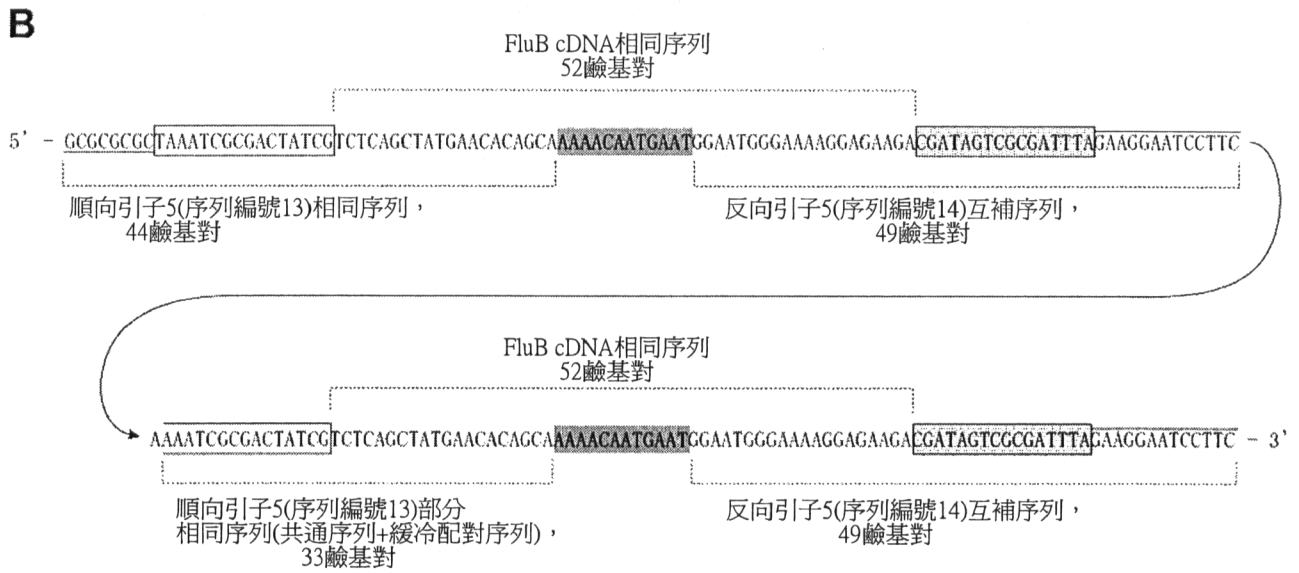 B
FluB cDNA相同序列
52鹼基對
5' - GCGCGCGCTAAATCGCGACTATCGTCTCAGCTATGAACACAGCAAAAACAATGAATGGAATGGGAAAAGGAGAAGACGATAGTCGCGATTTAGAAGGAATCCTTC
順向引子5(序列編號13)相同序列，
44鹼基對
反向引子5(序列編號14)互補序列，
49鹼基對
FluB cDNA相同序列
52鹼基對
AAAATCGCGACTATCGTCTCAGCTATGAACACAGCAAAAACAATGAATGGAATGGGAAAAGGAGAAGACGATAGTCGCGATTTAGAAGGAATCCTTC - 3'
順向引子5(序列編號13)部分
相同序列(共通序列+緩冷配對序列)，
33鹼基對
反向引子5(序列編號14)互補序列，
49鹼基對